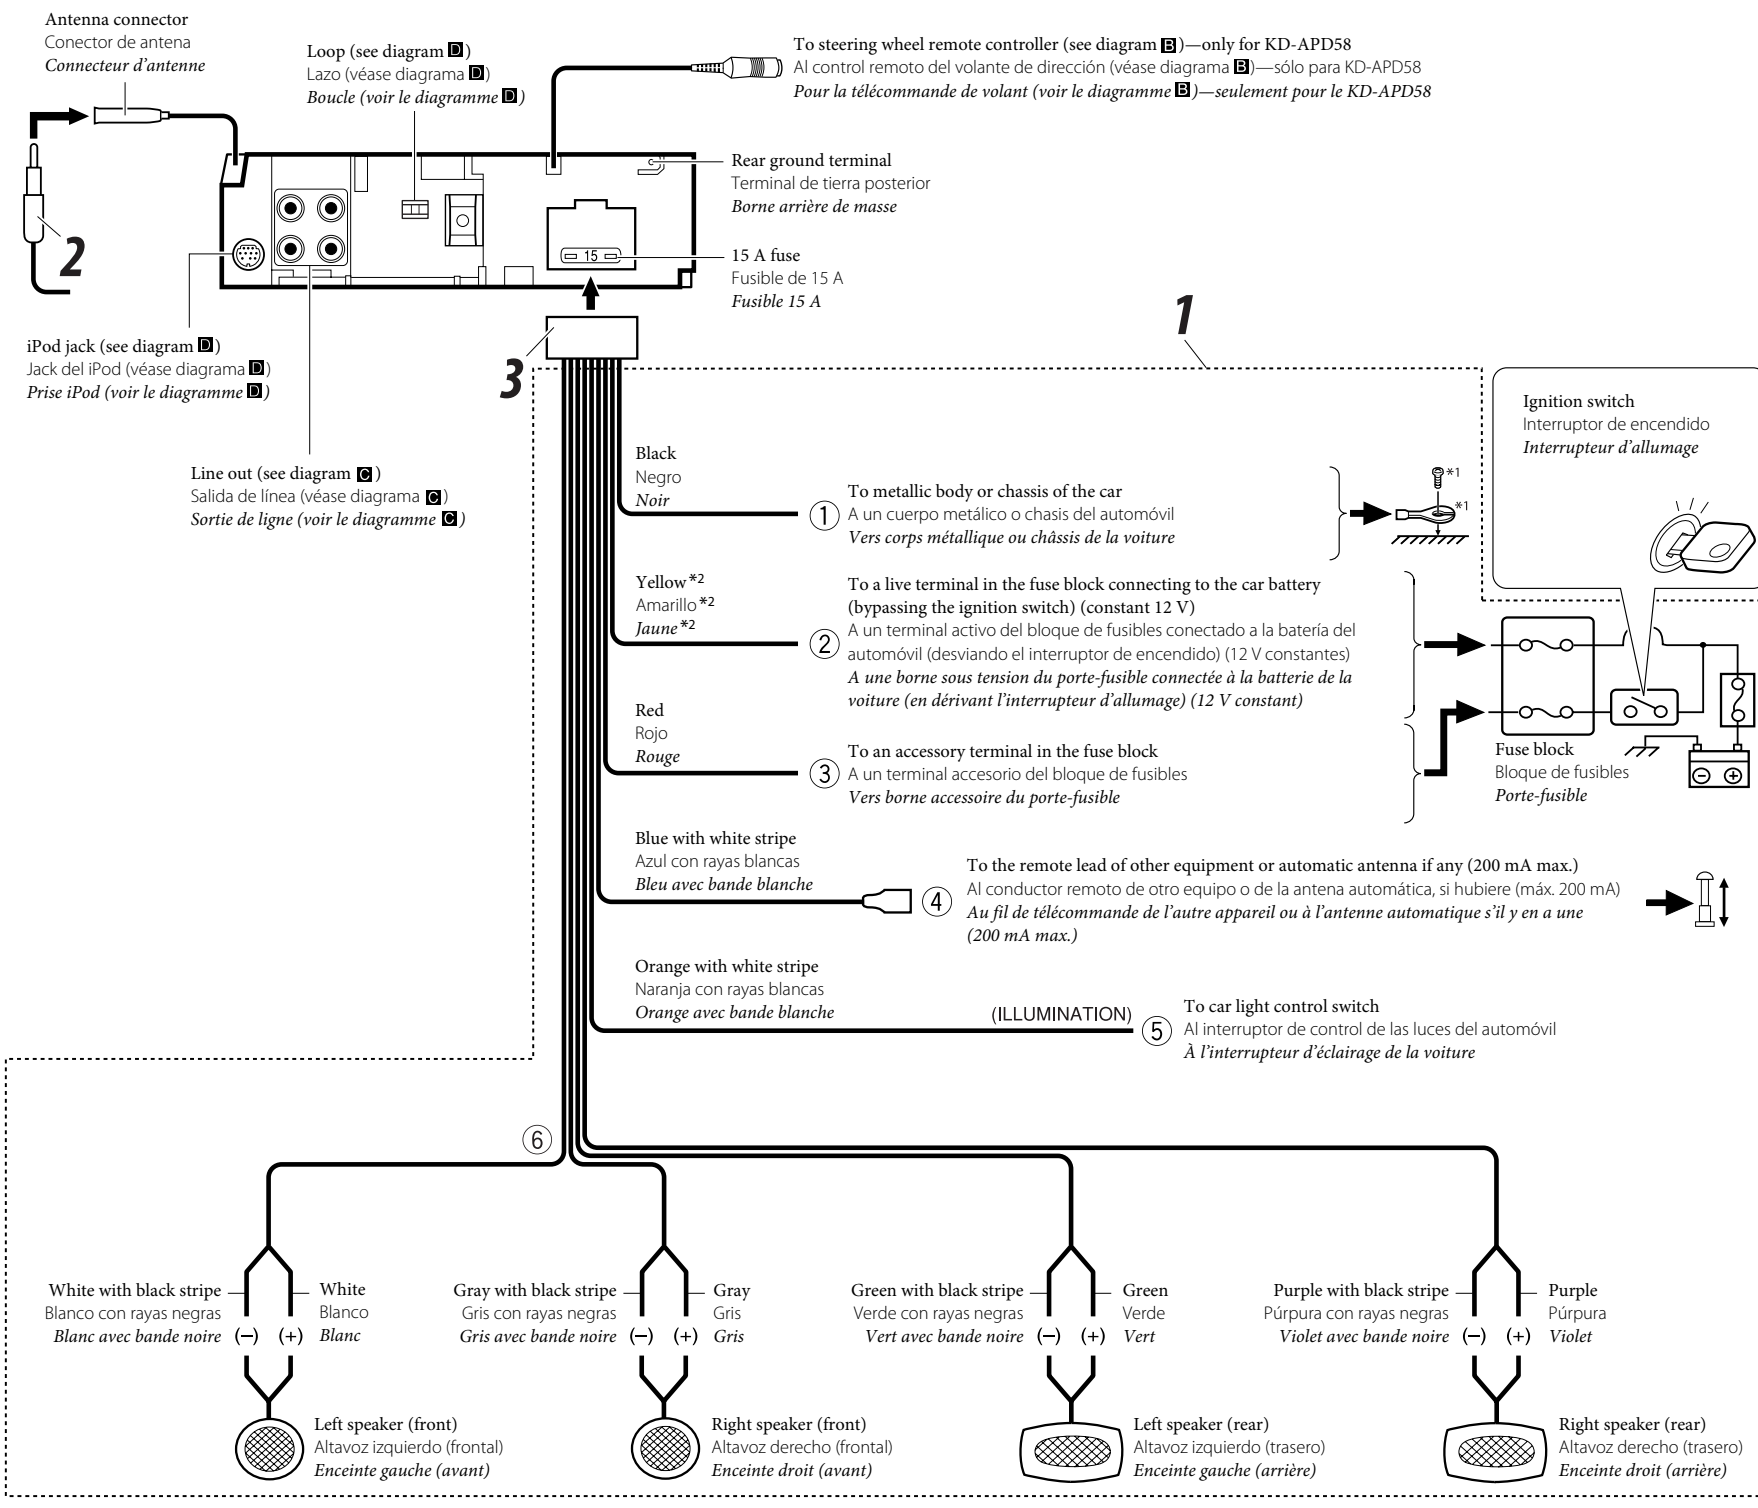 Antenna connector
Conector de antena
Connecteur d'antenne
Loop (see diagram D)
Lazo (véase diagrama D)
Boucle (voir le diagramme D)
To steering wheel remote controller (see diagram B)—only for KD-APD58
Al control remoto del volante de dirección (véase diagrama B)—sólo para KD-APD58
Pour la télécommande de volant (voir le diagramme B)—seulement pour le KD-APD58
Rear ground terminal
Terminal de tierra posterior
Borne arrière de masse
2
15
15 A fuse
Fusible de 15 A
Fusible 15 A
1
3
iPod jack (see diagram D)
Jack del iPod (véase diagrama D)
Prise iPod (voir le diagramme D)
Line out (see diagram C)
Salida de línea (véase diagrama C)
Sortie de ligne (voir le diagramme C)
Ignition switch
Interruptor de encendido
Interrupteur d'allumage
Black
Negro
Noir
① To metallic body or chassis of the car
A un cuerpo metálico o chasis del automóvil
Vers corps métallique ou châsis de la voiture
*1
*1
Yellow*2
Amarillo*2
Jaune*2
② To a live terminal in the fuse block connecting to the car battery
(bypassing the ignition switch) (constant 12 V)
A un terminal activo del bloque de fusibles conectado a la batería del
automóvil (desviando el interruptor de encendido) (12 V constantes)
A une borne sous tension du porte-fusible connectée à la batterie de la
voiture (en dérivant l'interrupteur d'allumage) (12 V constant)
Red
Rojo
Rouge
③ To an accessory terminal in the fuse block
A un terminal accesorio del bloque de fusibles
Vers borne accessoire du porte-fusible
Fuse block
Bloque de fusibles
Porte-fusible
Blue with white stripe
Azul con rayas blancas
Bleu avec bande blanche
④ To the remote lead of other equipment or automatic antenna if any (200 mA max.)
Al conductor remoto de otro equipo o de la antena automática, si hubiere (máx. 200 mA)
Au fil de télécommande de l'autre appareil ou à l'antenne automatique s'il y en a une
(200 mA max.)
Orange with white stripe
Naranja con rayas blancas
Orange avec bande blanche
(ILLUMINATION)
⑤ To car light control switch
Al interruptor de control de las luces del automóvil
À l'interrupteur d'éclairage de la voiture
⑥
White with black stripe
Blanco con rayas negras
Blanc avec bande noire
(−) (+)
White
Blanco
Blanc
Gray with black stripe
Gris con rayas negras
Gris avec bande noire
(−) (+)
Gray
Gris
Gris
Green with black stripe
Verde con rayas negras
Vert avec bande noire
(−) (+)
Green
Verde
Vert
Purple with black stripe
Púrpura con rayas negras
Violet avec bande noire
(−) (+)
Purple
Púrpura
Violet
Left speaker (front)
Altavoz izquierdo (frontal)
Enceinte gauche (avant)
Right speaker (front)
Altavoz derecho (frontal)
Enceinte droit (avant)
Left speaker (rear)
Altavoz izquierdo (trasero)
Enceinte gauche (arrière)
Right speaker (rear)
Altavoz derecho (trasero)
Enceinte droit (arrière)